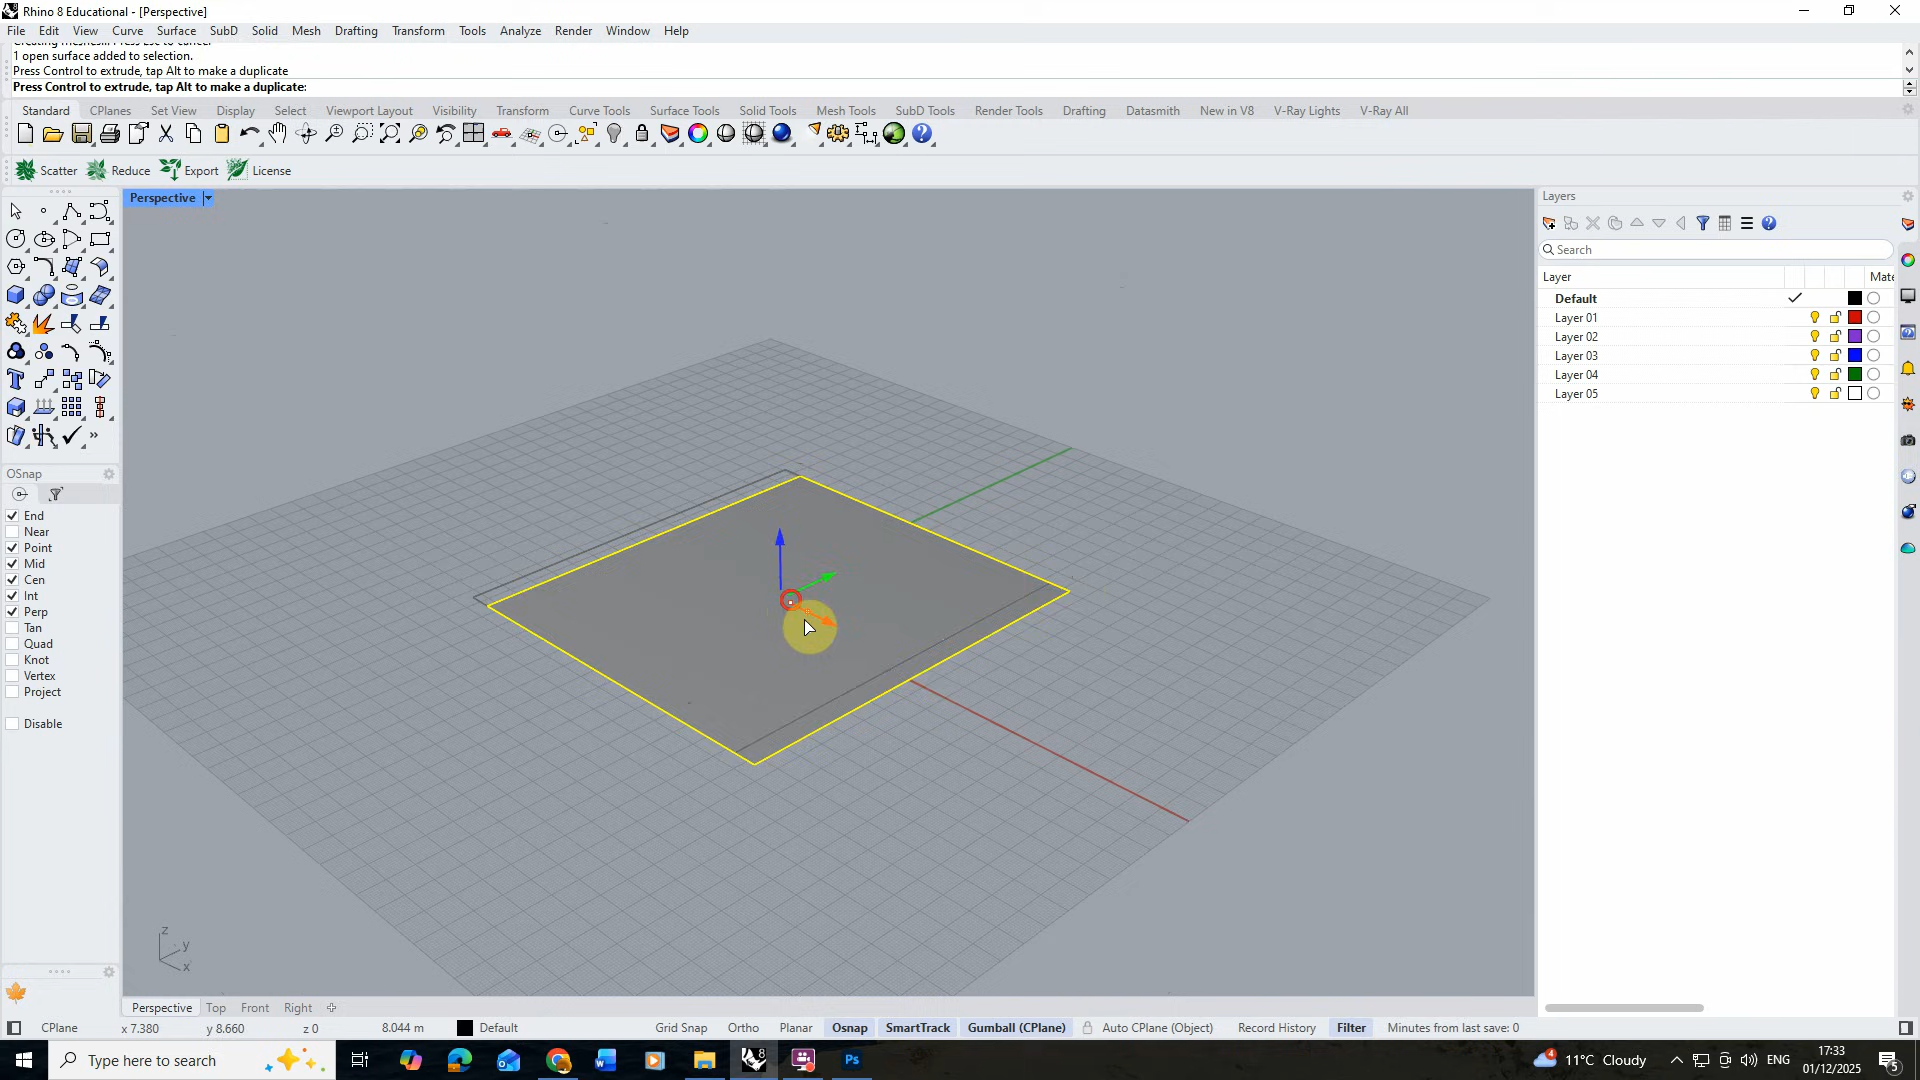 Rhino 8 Educational - [Perspective]
File Edit View Curve Surface SubD Solid Mesh Drafting Transform Tools Analyze Render Window Help
1 open surface added to selection.
Press Control to extrude, tap Alt to make a duplicate
Press Control to extrude, tap Alt to make a duplicate:
Standard CPlanes Set View Display Select Viewport Layout Visibility Transform Curve Tools Surface Tools Solid Tools Mesh Tools SubD Tools Render Tools Drafting Datasmith New in V8 V-Ray Lights V-Ray All
Scatter Reduce Export License
Perspective
Layers
Search
Layer Mate
Default
Layer 01
Layer 02
Layer 03
Layer 04
Layer 05
OSnap
End
Near
Point
Mid
Cen
Int
Perp
Tan
Quad
Knot
Vertex
Project
Disable
z
y
x
Perspective Top Front Right
CPlane x 7.380 y 8.660 z 0 8.044 m Default Grid Snap Ortho Planar Osnap SmartTrack Gumball (CPlane) Auto CPlane (Object) Record History Filter Minutes from last save: 0
Type here to search
11°C Cloudy
ENG
17:33
01/12/2025